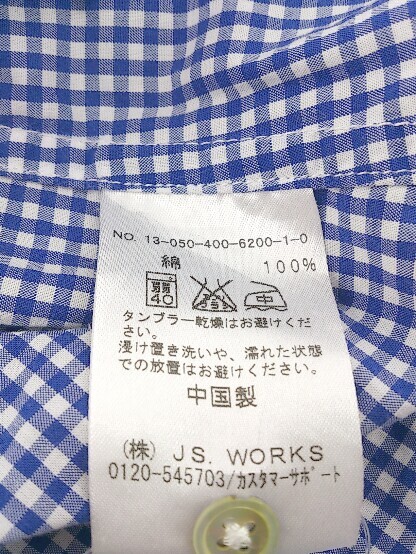 NO. 13-050-400-6200-1-0
綿 100%
40 中
タンブラー乾燥はお避けくだ
さい。
浸け置き洗いや、濡れた状態
での放置はお避けください。
中国製
(株) JS. WORKS
0120-545703/カスタマーサポート